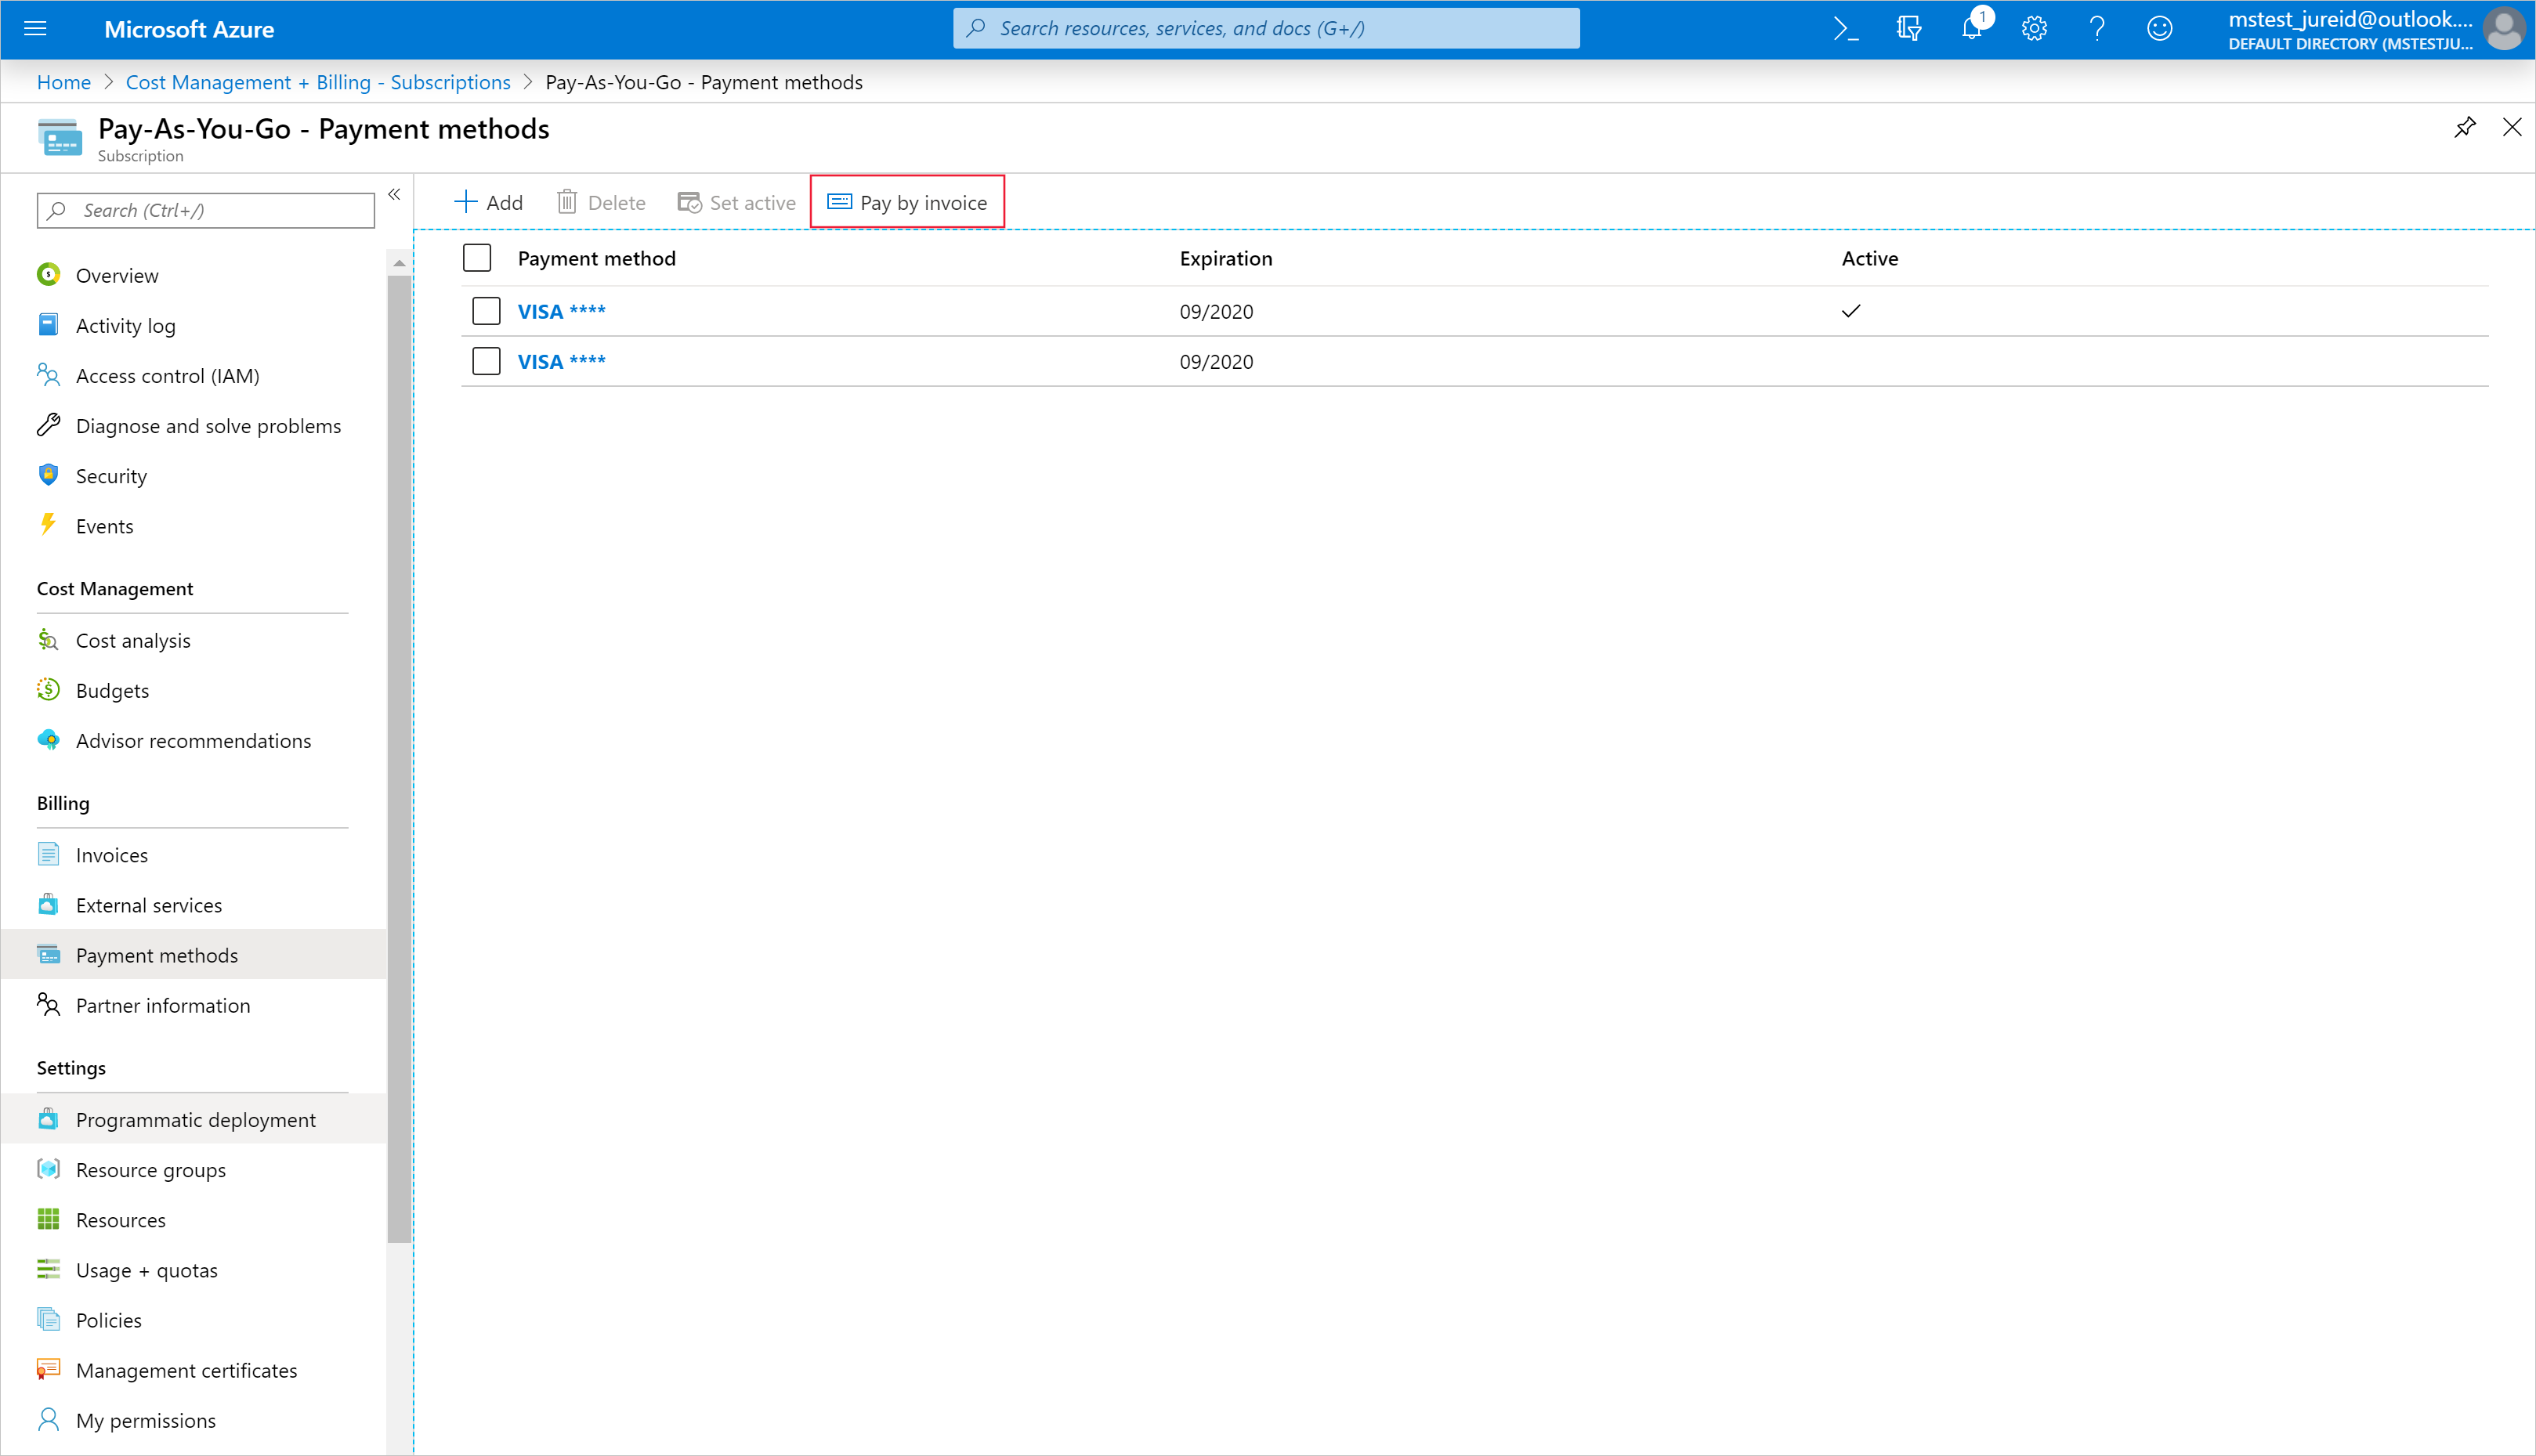 Microsoft Azure
Search resources, services, and docs (G+/)
1
mstest_jureid@outlook....
DEFAULT DIRECTORY (MSTESTJU...
Home > Cost Management + Billing - Subscriptions > Pay-As-You-Go - Payment methods
Pay-As-You-Go - Payment methods
Subscription
Search (Ctrl+/)
Overview
Activity log
Access control (IAM)
Diagnose and solve problems
Security
Events
Cost Management
Cost analysis
Budgets
Advisor recommendations
Billing
Invoices
External services
Payment methods
Partner information
Settings
Programmatic deployment
Resource groups
Resources
Usage + quotas
Policies
Management certificates
My permissions
Add Delete Set active Pay by invoice
Payment method Expiration Active
VISA **** 09/2020
VISA **** 09/2020